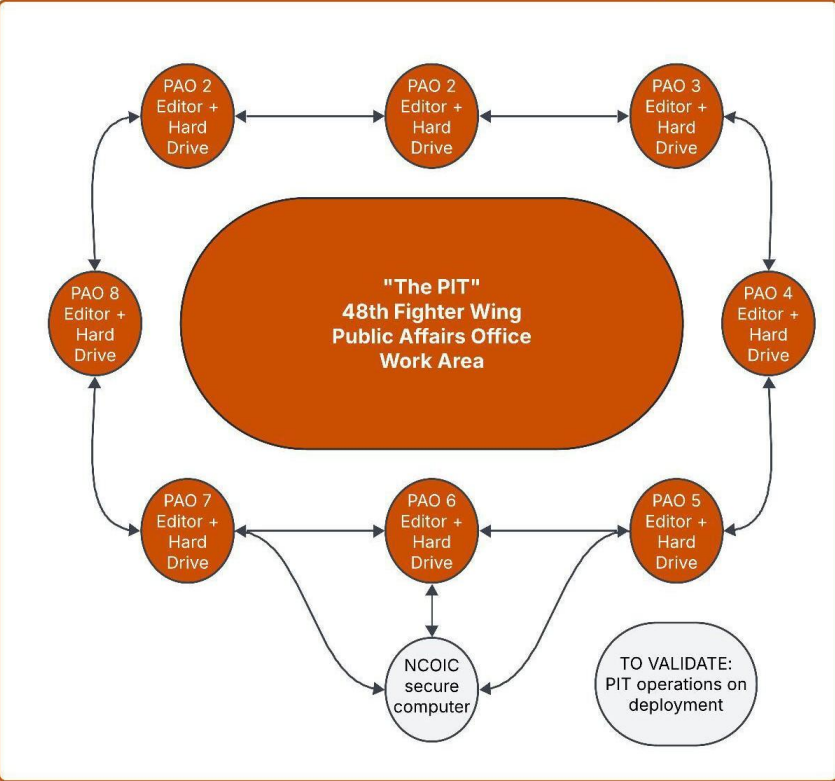 PAO 2
Editor +
Hard
Drive
PAO 2
Editor +
Hard
Drive
PAO 3
Editor +
Hard
Drive
PAO 8
Editor +
Hard
Drive
"The PIT"
48th Fighter Wing
Public Affairs Office
Work Area
PAO 4
Editor +
Hard
Drive
PAO 7
Editor +
Hard
Drive
PAO 6
Editor +
Hard
Drive
PAO 5
Editor +
Hard
Drive
NCOIC
secure
computer
TO VALIDATE:
PIT operations on
deployment